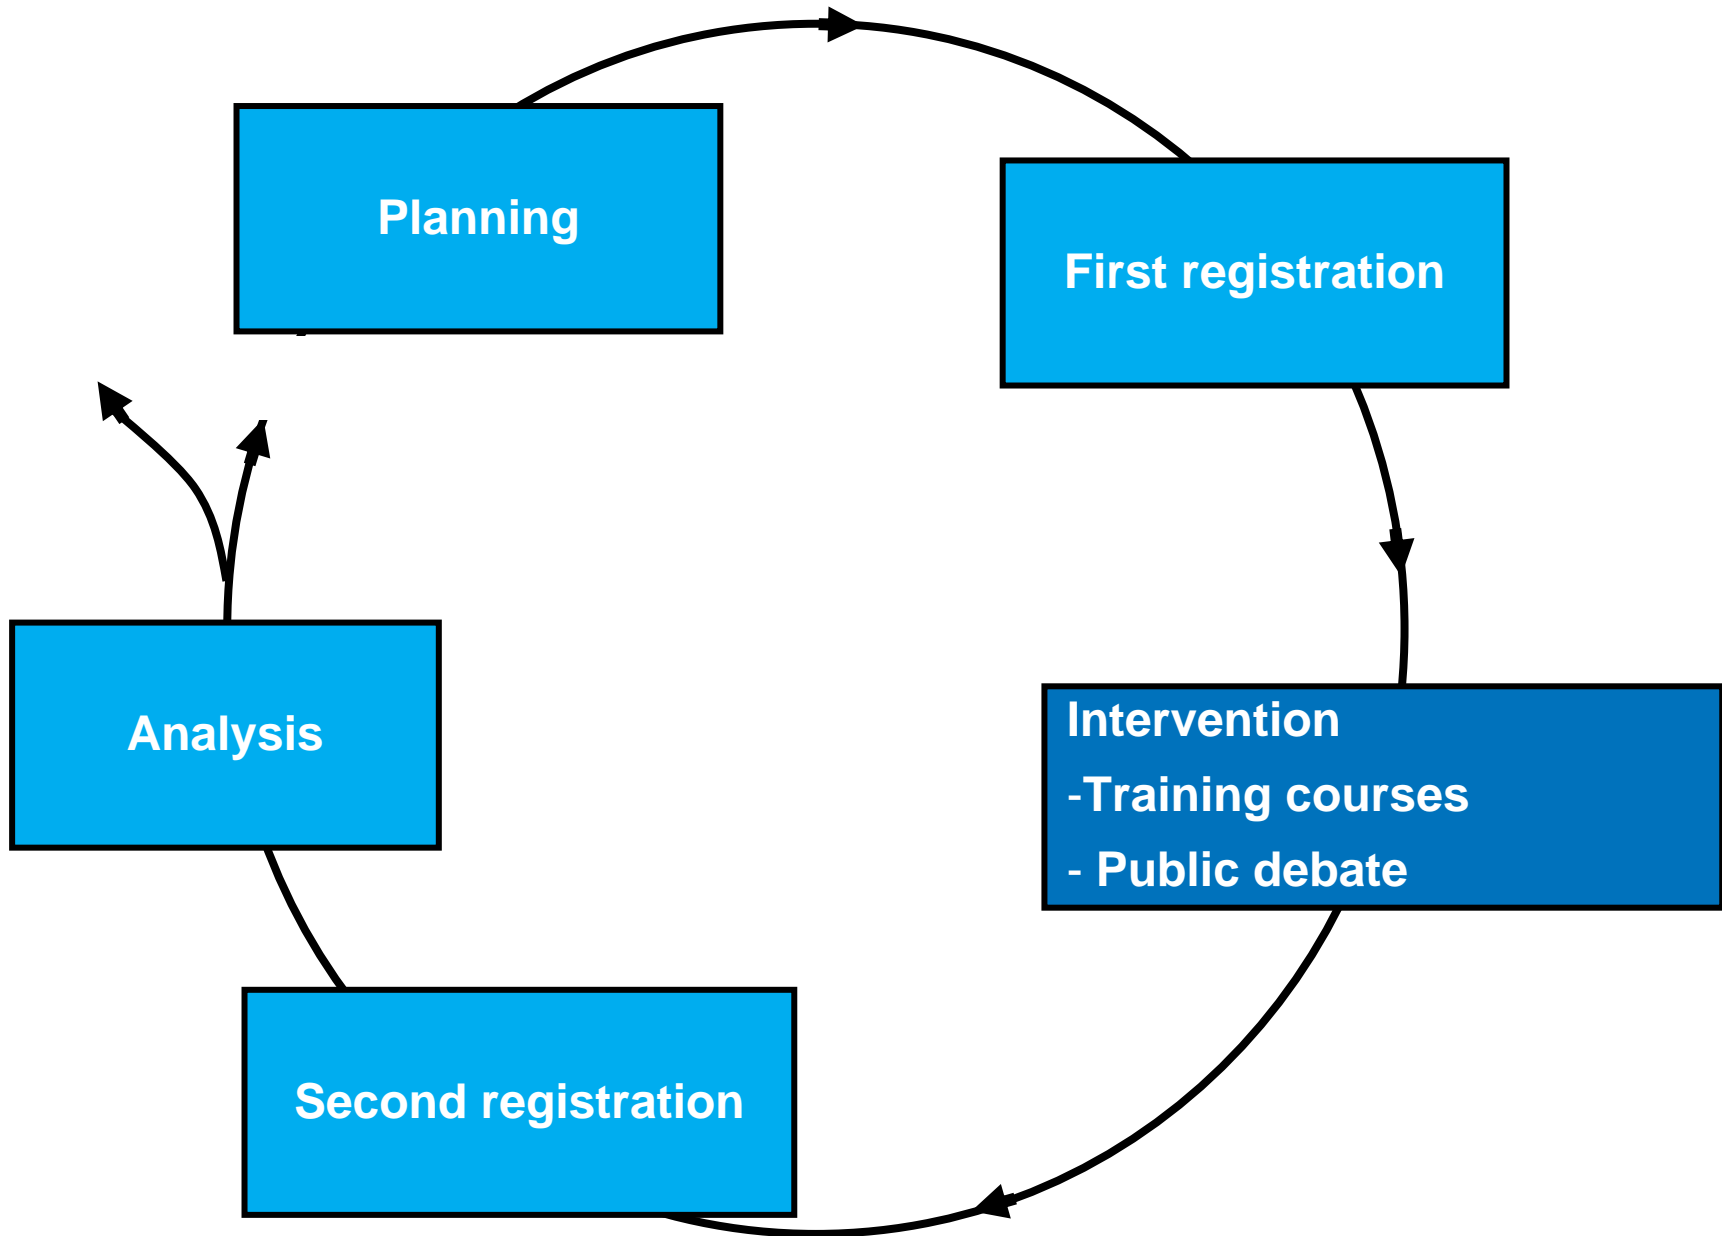 Planning
First registration
Intervention
-Training courses
- Public debate
Second registration
Analysis